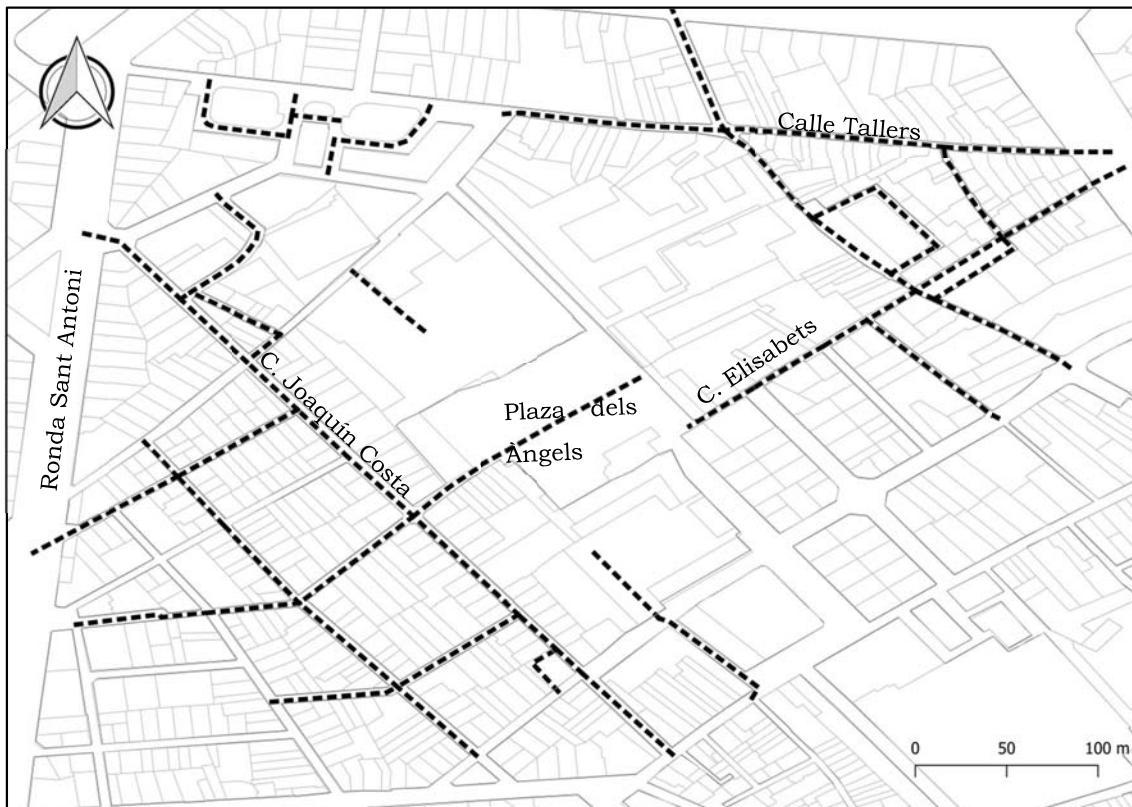 Calle Tallers
C. Elisabets
Ronda Sant Antoni
C. Joaquín Costa
Plaza dels
Àngels
0 50 100 m